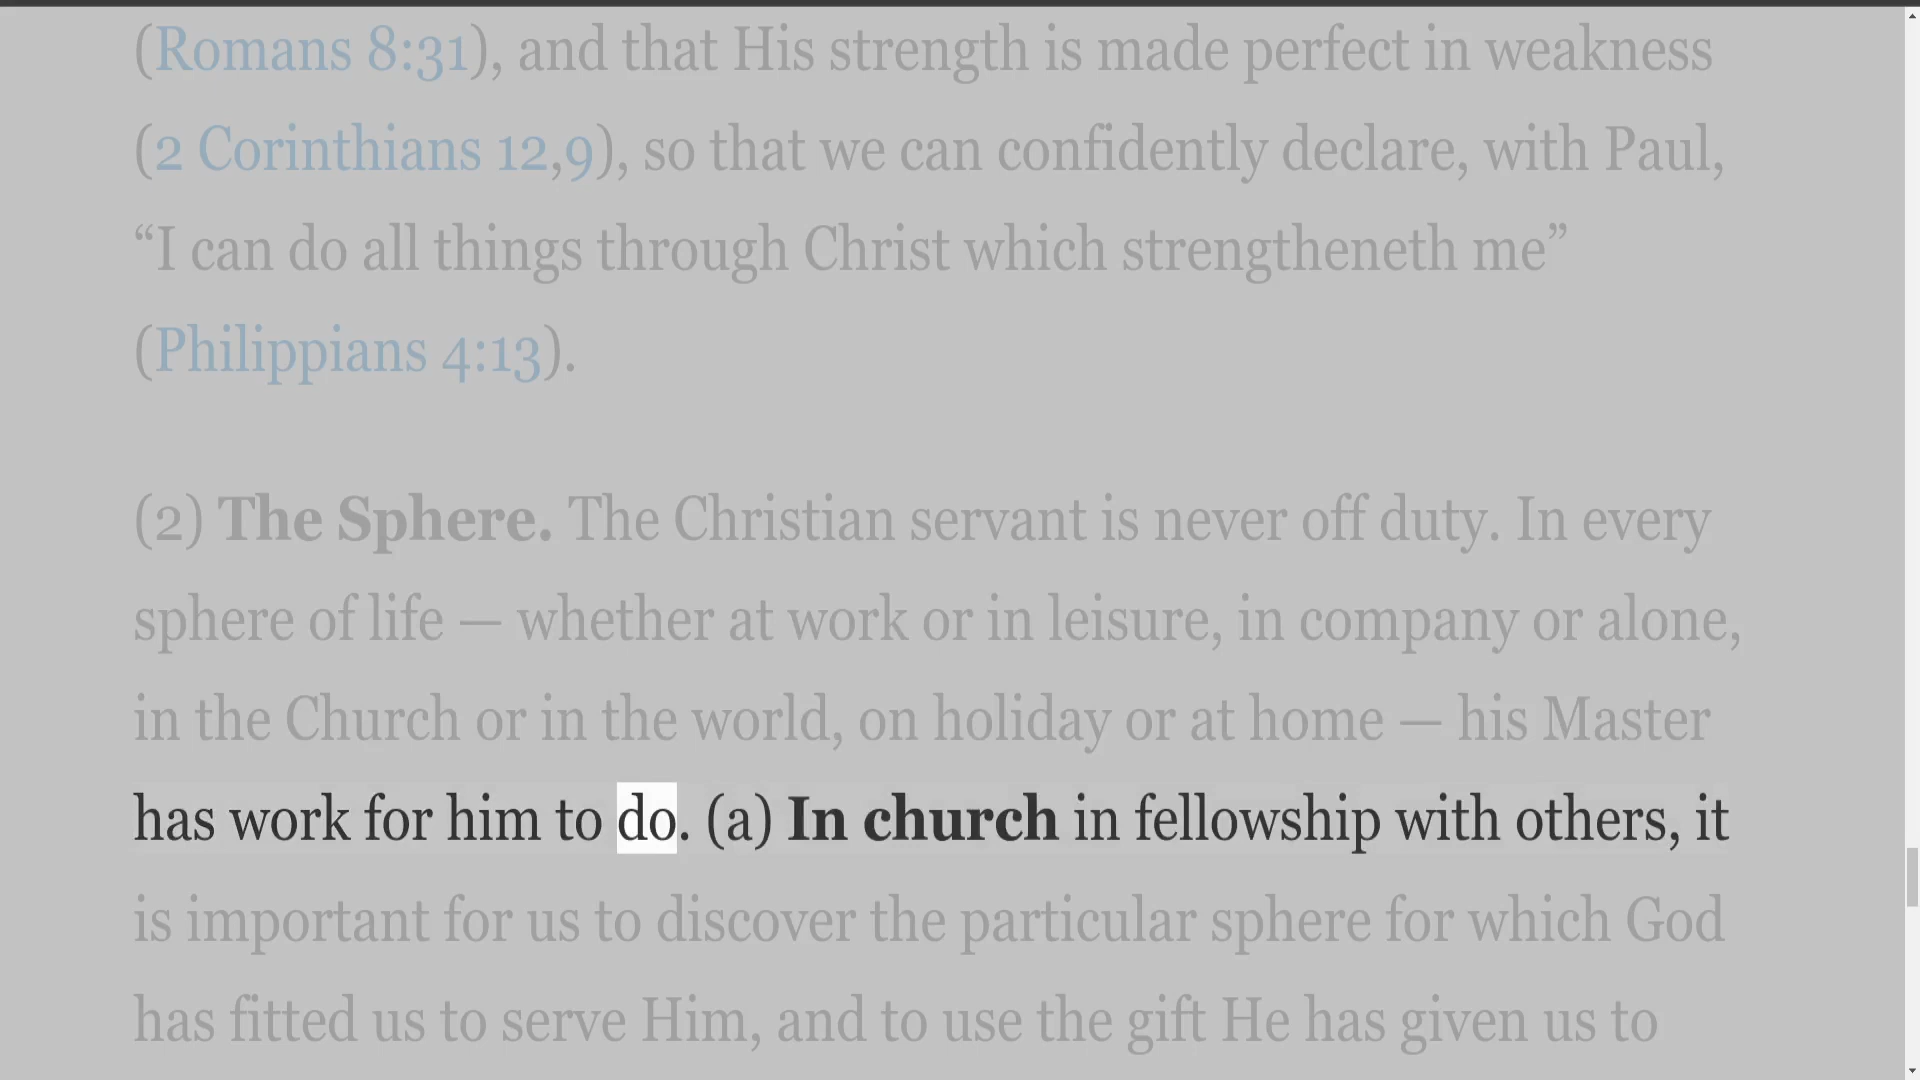 (Romans 8:31), and that His strength is made perfect in weakness
(2 Corinthians 12,9), so that we can confidently declare, with Paul,
“I can do all things through Christ which strengtheneth me”
(Philippians 4:13).
(2) The Sphere. The Christian servant is never off duty. In every
sphere of life — whether at work or in leisure, in company or alone,
in the Church or in the world, on holiday or at home — his Master
has work for him to do. (a) In church in fellowship with others, it
is important for us to discover the particular sphere for which God
has fitted us to serve Him, and to use the gift He has given us to